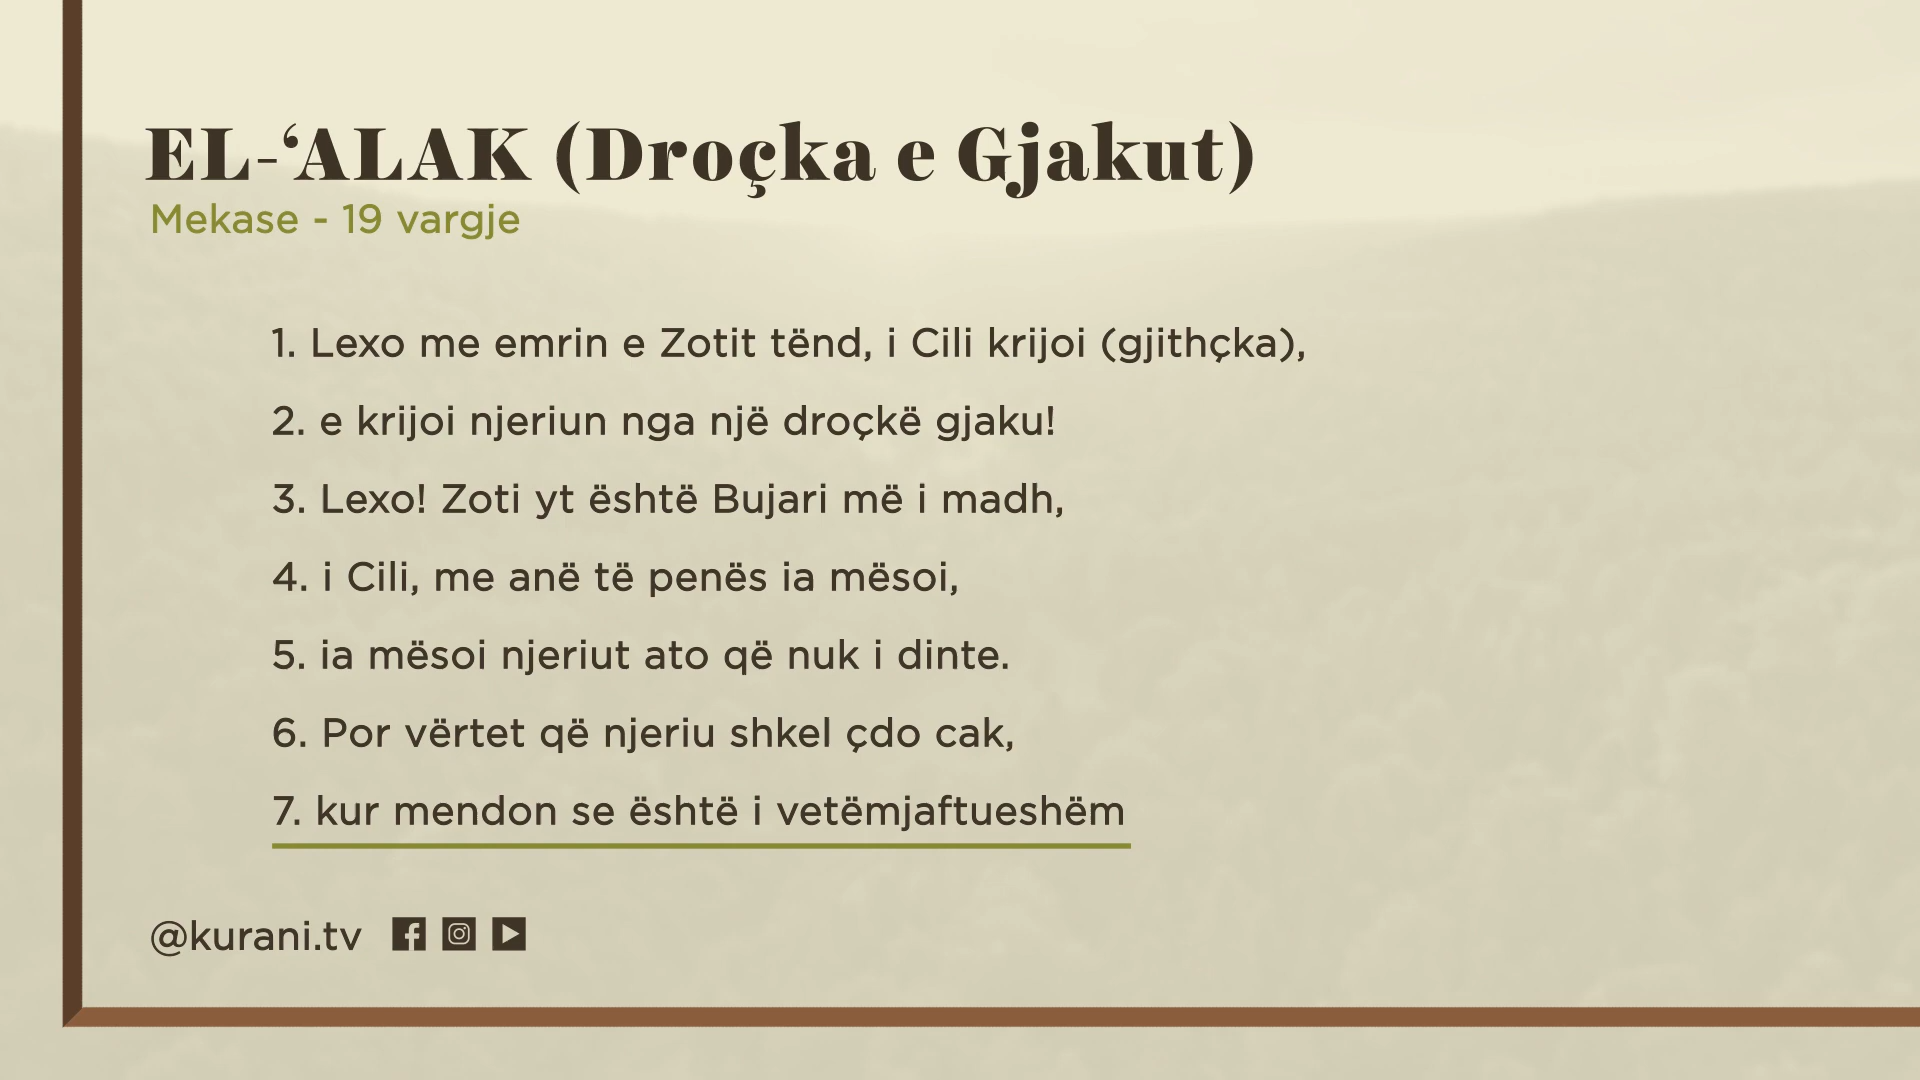 EL-‘ALAK (Droçka e Gjakut)
Mekase - 19 vargje
1. Lexo me emrin e Zotit tënd, i Cili krijoi (gjithçka),
2. e krijoi njeriun nga një droçkë gjaku!
3. Lexo! Zoti yt është Bujari më i madh,
4. i Cili, me anë të penës ia mësoi,
5. ia mësoi njeriut ato që nuk i dinte.
6. Por vërtet që njeriu shkel çdo cak,
7. kur mendon se është i vetëmjaftueshëm
@kurani.tv